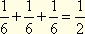 1/6 + 1/6 + 1/6 = 1/2